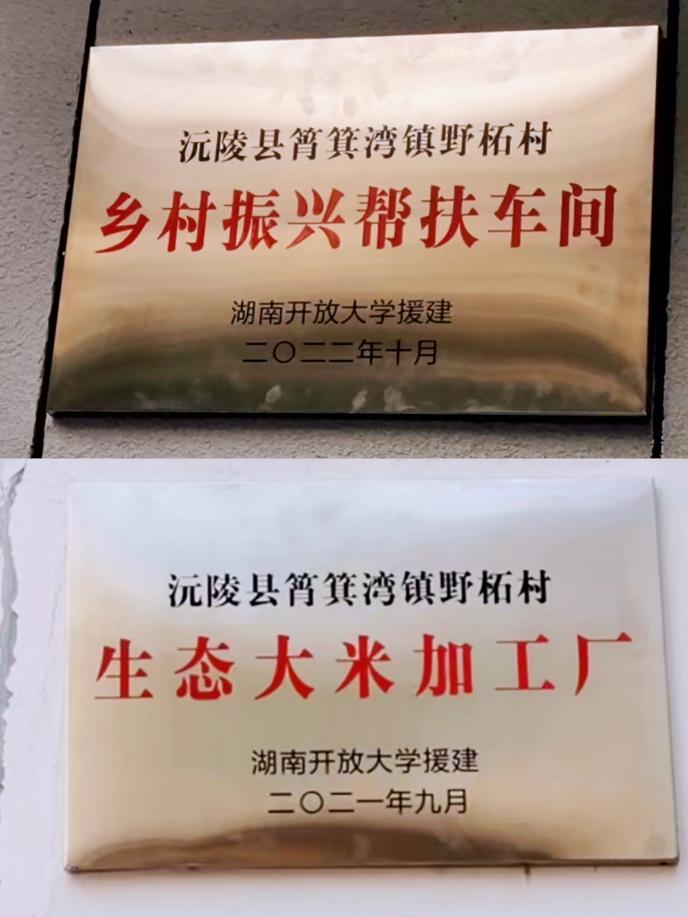 沅陵县筲箕湾镇野柘村
乡村振兴帮扶车间
湖南开放大学援建
二〇二二年十月
沅陵县筲箕湾镇野柘村
生态大米加工厂
湖南开放大学援建
二〇二一年九月